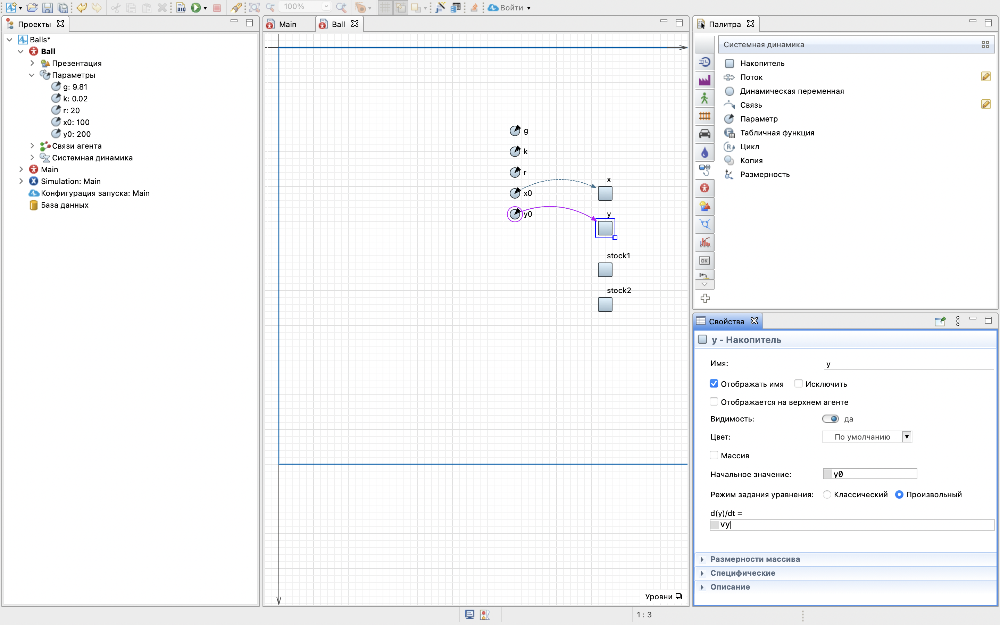 100%
Войти
Проекты
Balls*
Ball
Презентация
Параметры
g: 9.81
k: 0.02
r: 20
x0: 100
y0: 200
Связи агента
Системная динамика
Main
Simulation: Main
Конфигурация запуска: Main
База данных
Main
Ball
g
k
r
x0
y0
x
y
stock1
stock2
Уровни
Палитра
Системная динамика
Накопитель
Поток
Динамическая переменная
Связь
Параметр
Табличная функция
Цикл
Копия
Размерность
OK
Свойства
y - Накопитель
Имя: y
Отображать имя Исключить
Отображается на верхнем агенте
Видимость: да
Цвет: По умолчанию
Массив
Начальное значение: y0
Режим задания уравнения: Классический Произвольный
d(y)/dt =
vy
Размерности массива
Специфические
Описание
1 : 3